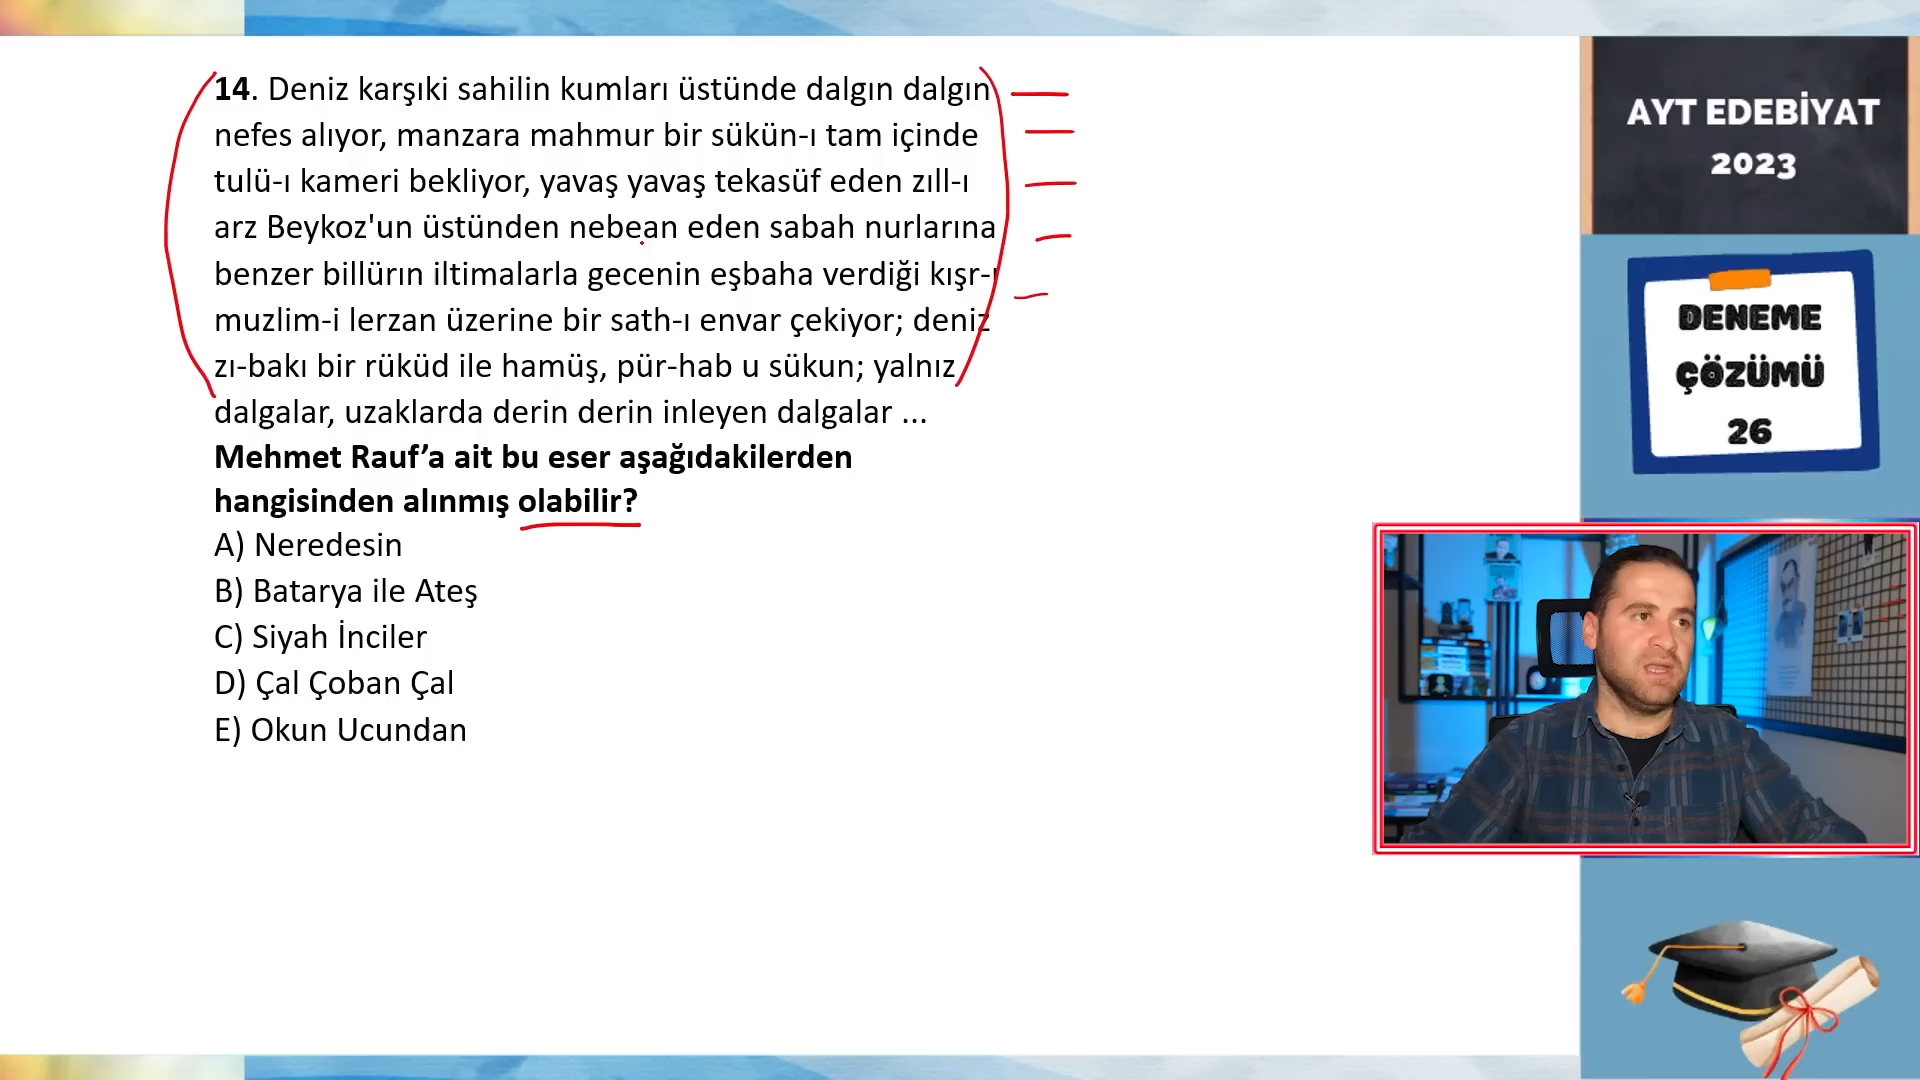 14. Deniz karşıki sahilin kumları üstünde dalgın dalgın
nefes alıyor, manzara mahmur bir sükün-ı tam içinde
tulü-ı kameri bekliyor, yavaş yavaş tekasüf eden zıll-ı
arz Beykoz'un üstünden nebean eden sabah nurlarına
benzer billürın iltimalarla gecenin eşbaha verdiği kışr-ı
muzlim-i lerzan üzerine bir sath-ı envar çekiyor; deniz
zı-bakı bir rüküd ile hamüş, pür-hab u sükun; yalnız
dalgalar, uzaklarda derin derin inleyen dalgalar ...
Mehmet Rauf’a ait bu eser aşağıdakilerden
hangisinden alınmış olabilir?
A) Neredesin
B) Batarya ile Ateş
C) Siyah İnciler
D) Çal Çoban Çal
E) Okun Ucundan
AYT EDEBİYAT
2023
DENEME
ÇÖZÜMÜ
26